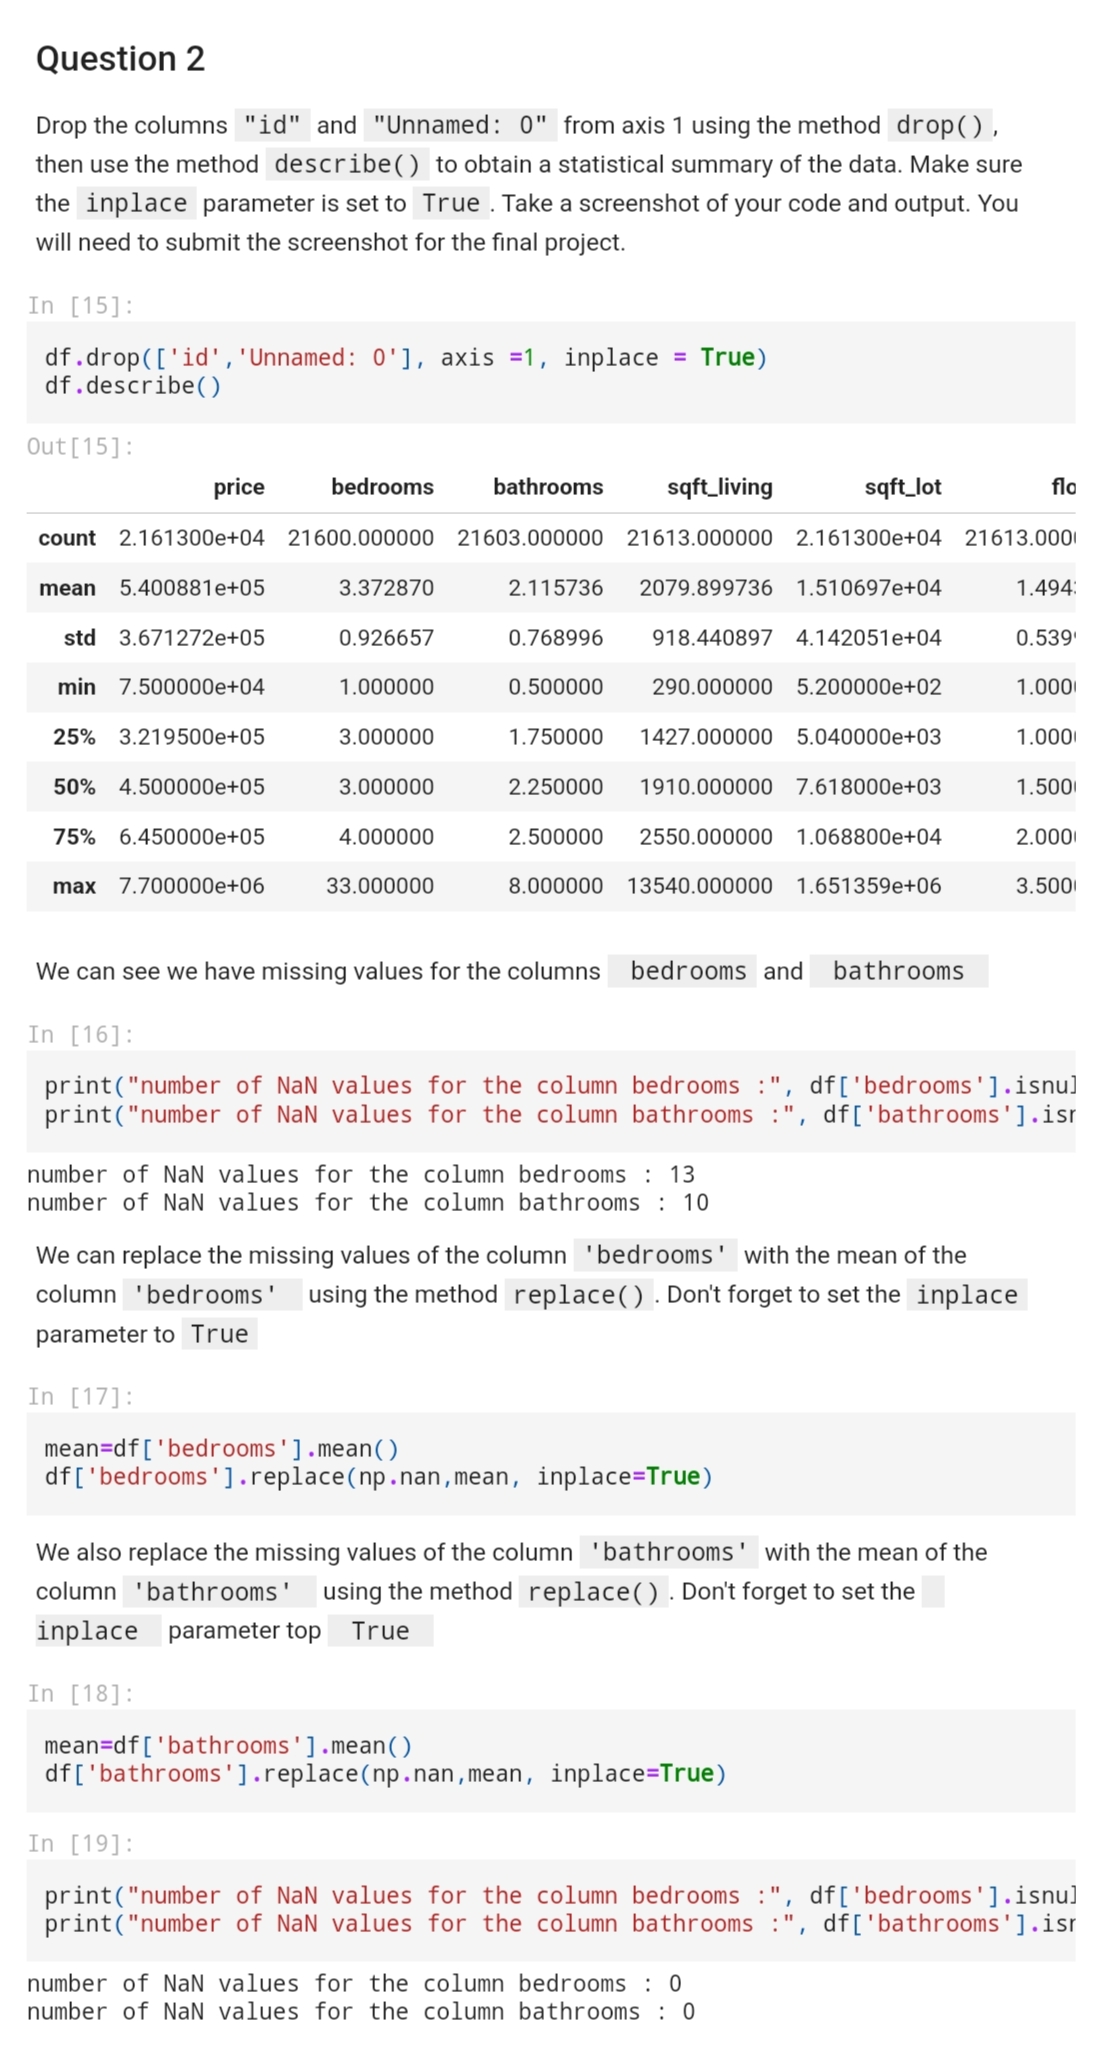 Question 2
Drop the columns "id" and "Unnamed: 0" from axis 1 using the method drop(),
then use the method describe() to obtain a statistical summary of the data. Make sure
the inplace parameter is set to True. Take a screenshot of your code and output. You
will need to submit the screenshot for the final project.
In [15]:
df.drop(['id','Unnamed: 0'], axis =1, inplace = True)
df.describe()
Out[15]:
price bedrooms bathrooms sqft_living sqft_lot flo
count 2.161300e+04 21600.000000 21603.000000 21613.000000 2.161300e+04 21613.000
mean 5.400881e+05 3.372870 2.115736 2079.899736 1.510697e+04 1.494
std 3.671272e+05 0.926657 0.768996 918.440897 4.142051e+04 0.539
min 7.500000e+04 1.000000 0.500000 290.000000 5.200000e+02 1.000
25% 3.219500e+05 3.000000 1.750000 1427.000000 5.040000e+03 1.000
50% 4.500000e+05 3.000000 2.250000 1910.000000 7.618000e+03 1.500
75% 6.450000e+05 4.000000 2.500000 2550.000000 1.068800e+04 2.000
max 7.700000e+06 33.000000 8.000000 13540.000000 1.651359e+06 3.500
We can see we have missing values for the columns bedrooms and bathrooms
In [16]:
print("number of NaN values for the column bedrooms :", df['bedrooms'].isnul
print("number of NaN values for the column bathrooms :", df['bathrooms'].isn
number of NaN values for the column bedrooms : 13
number of NaN values for the column bathrooms : 10
We can replace the missing values of the column 'bedrooms' with the mean of the
column 'bedrooms' using the method replace(). Don't forget to set the inplace
parameter to True
In [17]:
mean=df['bedrooms'].mean()
df['bedrooms'].replace(np.nan,mean, inplace=True)
We also replace the missing values of the column 'bathrooms' with the mean of the
column 'bathrooms' using the method replace(). Don't forget to set the
inplace parameter top True
In [18]:
mean=df['bathrooms'].mean()
df['bathrooms'].replace(np.nan,mean, inplace=True)
In [19]:
print("number of NaN values for the column bedrooms :", df['bedrooms'].isnul
print("number of NaN values for the column bathrooms :", df['bathrooms'].isn
number of NaN values for the column bedrooms : 0
number of NaN values for the column bathrooms : 0